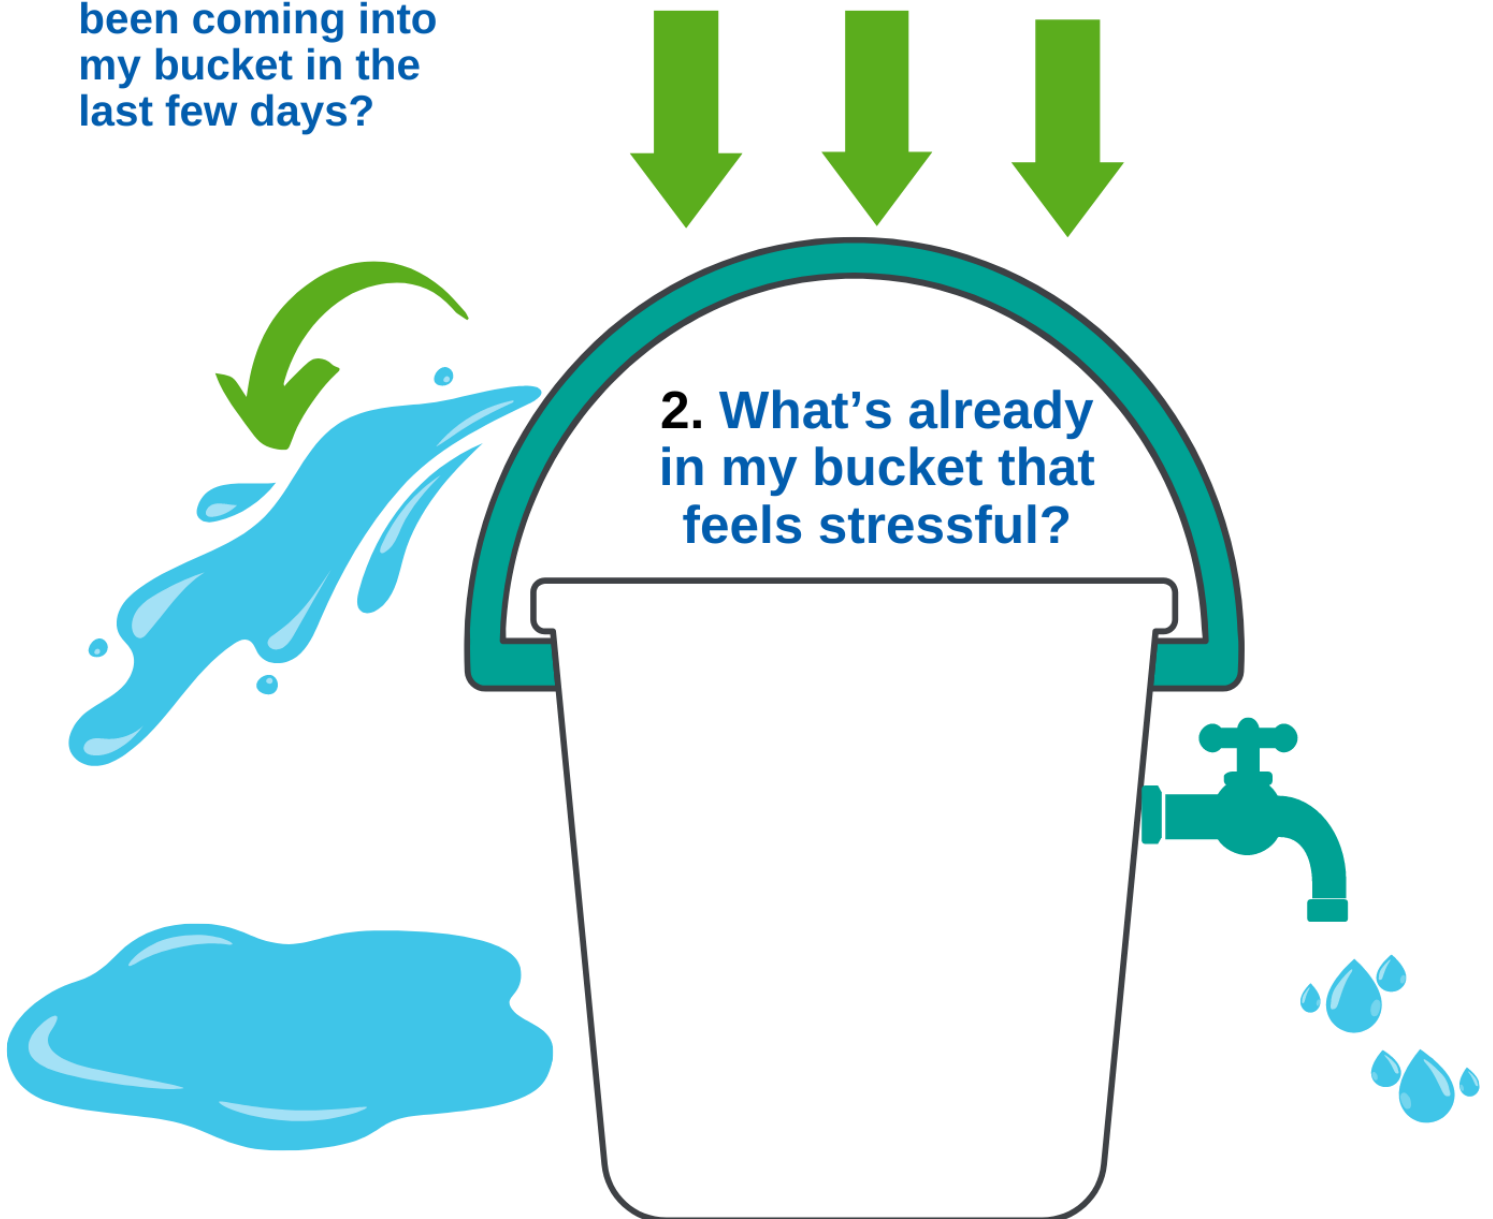 been coming into
my bucket in the
last few days?
2. What’s already
in my bucket that
feels stressful?